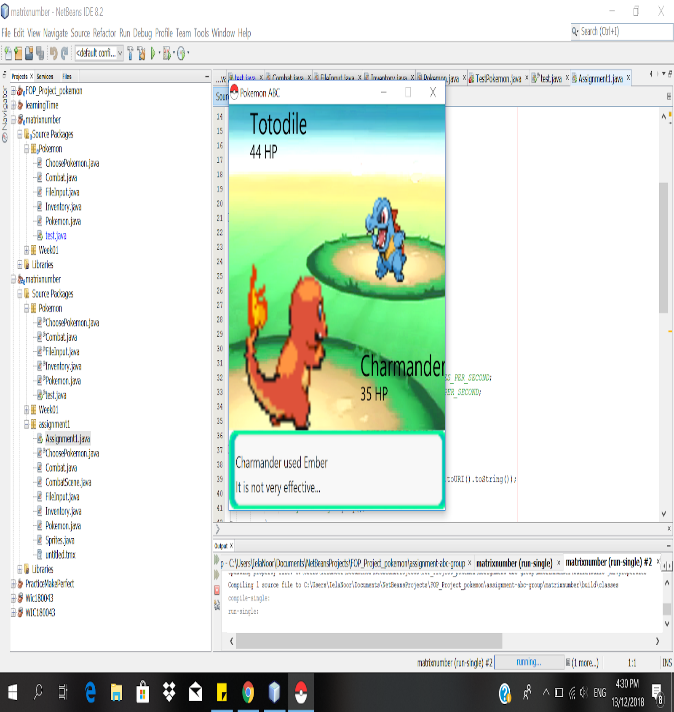 matrixnumber - NetBeans IDE 8.2
File Edit View Navigate Source Refactor Run Debug Profile Team Tools Window Help
Search (Ctrl+I)
<default confi...
Projects × Services Files
FOP_Project_pokemon
learningTime
matrixnumber
Source Packages
Pokemon
ChoosePokemon.java
Combat.java
FileInput.java
Inventory.java
Pokemon.java
test.java
Week01
Libraries
matrixnumber
Source Packages
Pokemon
ChoosePokemon.java
Combat.java
FileInput.java
Inventory.java
Pokemon.java
test.java
Week01
assignment1
Assignment1.java
ChoosePokemon.java
Combat.java
CombatScene.java
FileInput.java
Inventory.java
Pokemon.java
Sprites.java
untitled.tmx
Libraries
PracticeMakePerfect
Wic180043
WIC180043
...va test.java × Combat.java × FileInput.java × Inventory.java × Pokemon.java × TestPokemon.java × test.java × Assignment1.java ×
Sour
Pokemon ABC
Totodile
44 HP
Charmander
35 HP
Charmander used Ember
It is not very effective...
14
15
16
17
18
19
20
21
22
23
24
25
26
27
28
29
30
31
32
33
34
35
36
37
38
39
40
41
S_PER_SECOND;
ER_SECOND;
toURI().toString());
Output ×
p - C:\Users\IelaNoor\Documents\NetBeansProjects\FOP_Project_pokemon\assignment-abc-group × matrixnumber (run-single) × matrixnumber (run-single) #2 ×
Compiling 1 source file to C:\Users\IelaNoor\Documents\NetBeansProjects\FOP_Project_pokemon\assignment-abc-group\matrixnumber\build\classes
compile-single:
run-single:
matrixnumber (run-single) #2 running... (1 more...) 1:1 INS
ENG
4:30 PM
13/12/2018